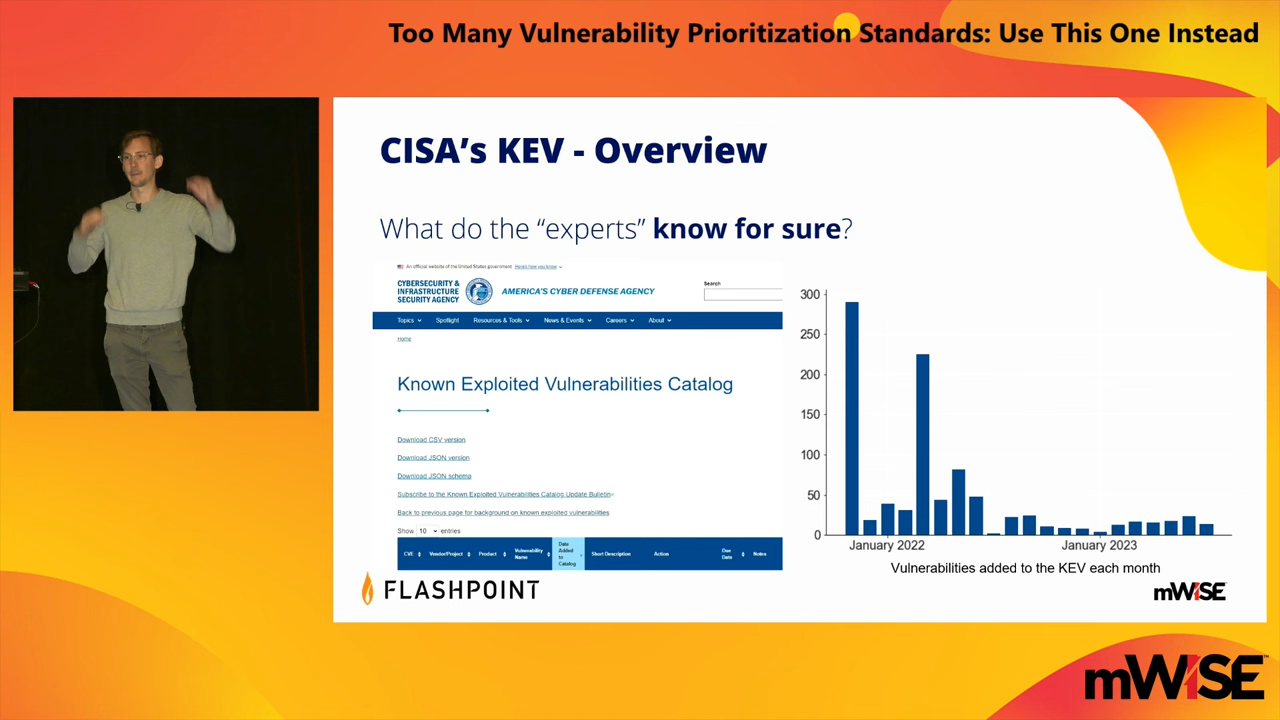 Too Many Vulnerability Prioritization Standards: Use This One Instead
CISA’s KEV - Overview
What do the “experts” know for sure?
An official website of the United States government Here's how you know
CYBERSECURITY &
INFRASTRUCTURE
SECURITY AGENCY
AMERICA'S CYBER DEFENSE AGENCY
Search
Topics Spotlight Resources & Tools News & Events Careers About
Home
Known Exploited Vulnerabilities Catalog
Download CSV version
Download JSON version
Download JSON schema
Subscribe to the Known Exploited Vulnerabilities Catalog Update Bulletin
Back to previous page for background on known exploited vulnerabilities
Show 10 entries
CVE Vendor/Project Product Vulnerability Name Date Added to Catalog Short Description Action Due Date Notes
300
250
200
150
100
50
0
January 2022 January 2023
Vulnerabilities added to the KEV each month
FLASHPOINT
mWISE
mWISE™